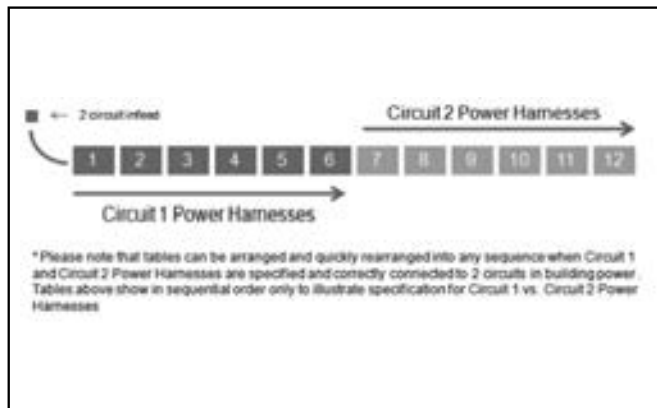 ← 2 circuit infeed
Circuit 2 Power Harnesses
1 2 3 4 5 6 7 8 9 10 11 12
Circuit 1 Power Harnesses
*Please note that tables can be arranged and quickly rearranged into any sequence when Circuit 1
and Circuit 2 Power Harnesses are specified and correctly connected to 2 circuits in building power.
Tables above show in sequential order only to illustrate specification for Circuit 1 vs. Circuit 2 Power
Harnesses